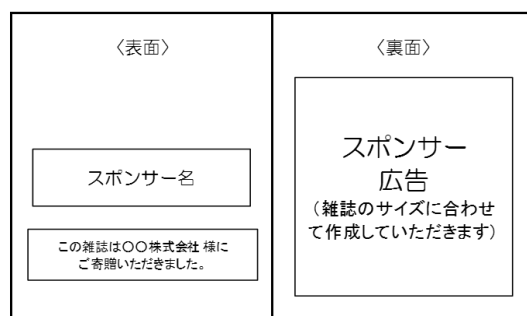 〈表面〉
スポンサー名
この雑誌は〇〇株式会社 様に
ご寄贈いただきました。
〈裏面〉
スポンサー
広告
（雑誌のサイズに合わせ
て作成していただきます）